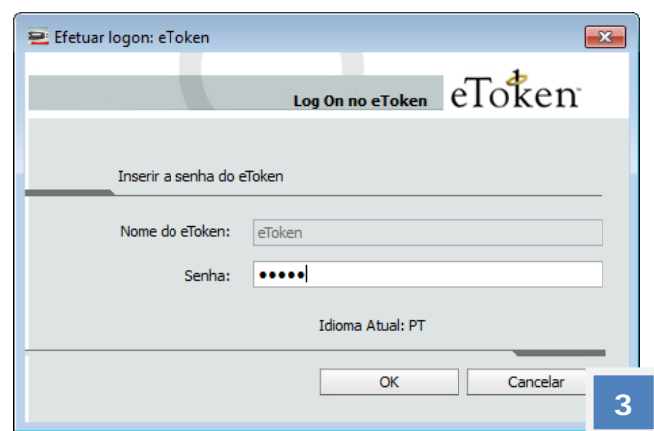 Efetuar logon: eToken
Log On no eToken
eToken
Inserir a senha do eToken
Nome do eToken: eToken
Senha: •••••
Idioma Atual: PT
OK Cancelar
3